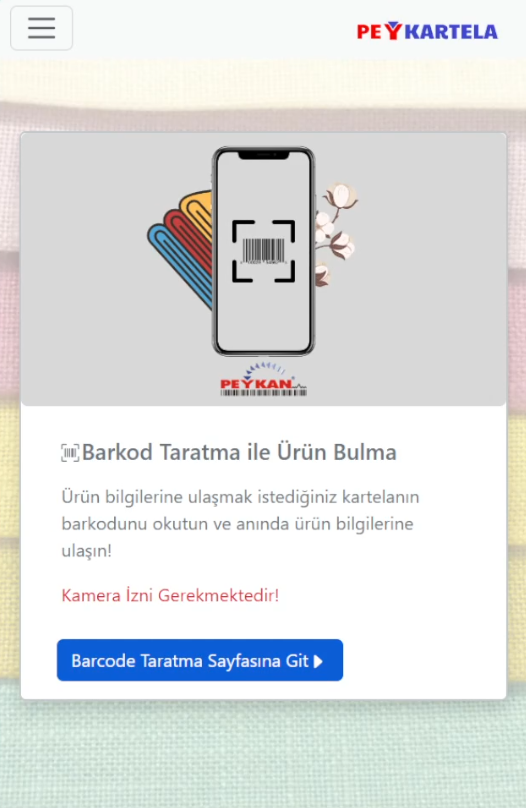 PEYKARTELA
PEYKAN
Barkod Taratma ile Ürün Bulma
Ürün bilgilerine ulaşmak istediğiniz kartelanın
barkodunu okutun ve anında ürün bilgilerine
ulaşın!
Kamera İzni Gerekmektedir!
Barcode Taratma Sayfasına Git